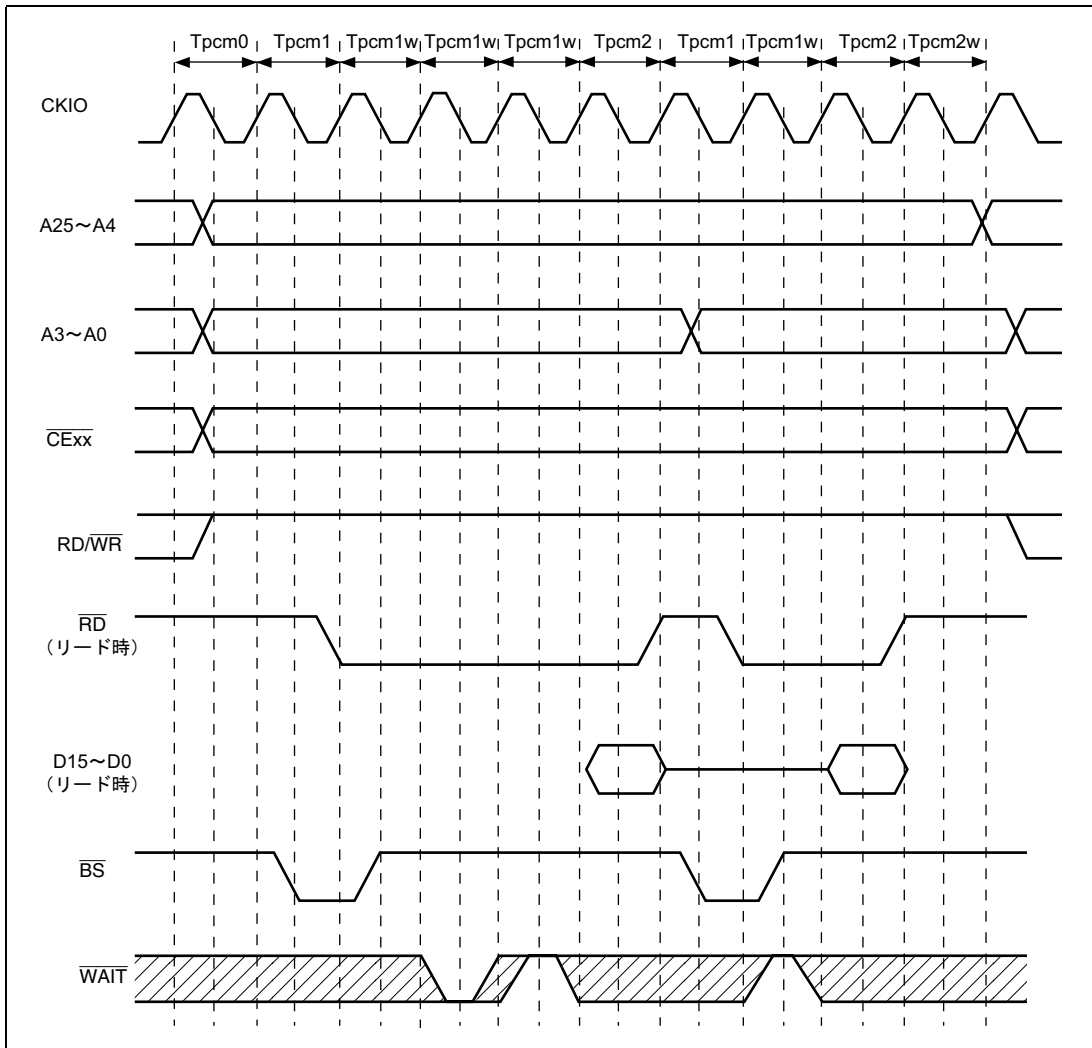 Tpcm0 Tpcm1 Tpcm1w Tpcm1w Tpcm1w Tpcm2 Tpcm1 Tpcm1w Tpcm2 Tpcm2w
CKIO
A25～A4
A3～A0
CExx
RD/WR
RD
（リード時）
D15～D0
（リード時）
BS
WAIT